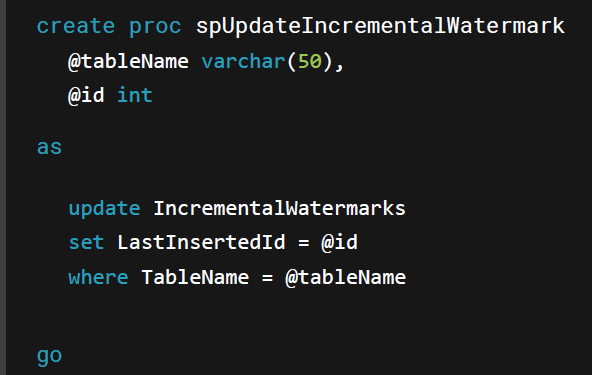 create proc spUpdateIncrementalWatermark
@tableName varchar(50),
@id int
as
update IncrementalWatermarks
set LastInsertedId = @id
where TableName = @tableName
go